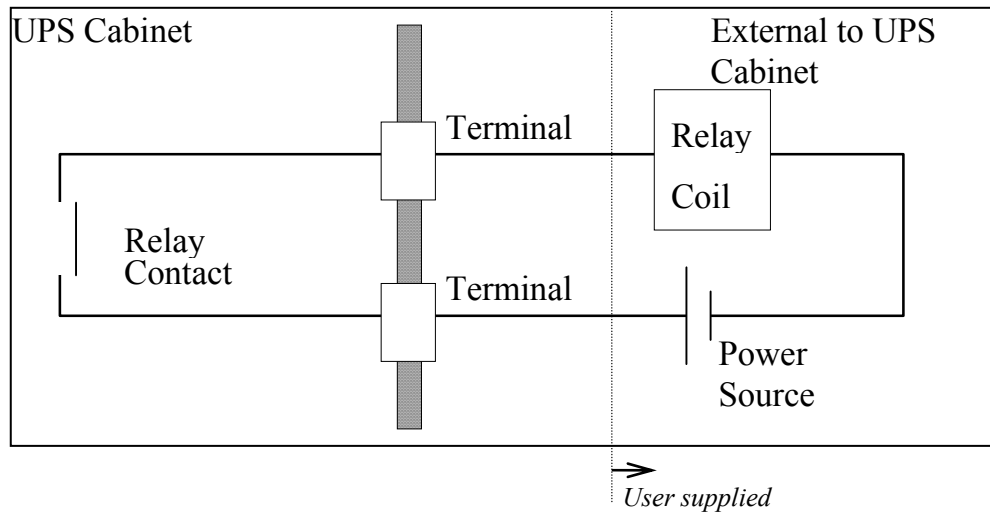 UPS Cabinet
External to UPS
Cabinet
Terminal
Relay
Coil
Relay
Contact
Terminal
Power
Source
User supplied